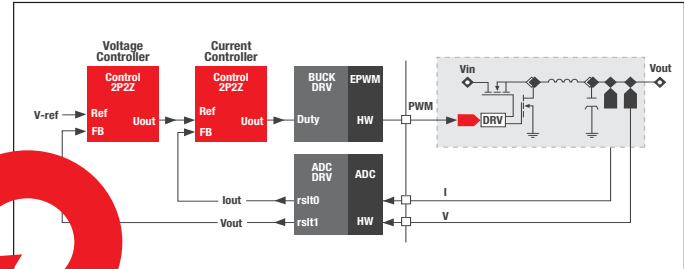 Voltage
Controller
Current
Controller
Control
2P2Z
Control
2P2Z
BUCK
DRV
EPWM
Vin
Vout
V-ref
Ref
FB
Uout
Ref
FB
Uout
Duty
HW
PWM
DRV
ADC
DRV
ADC
Iout
rslt0
I
Vout
rslt1
HW
V